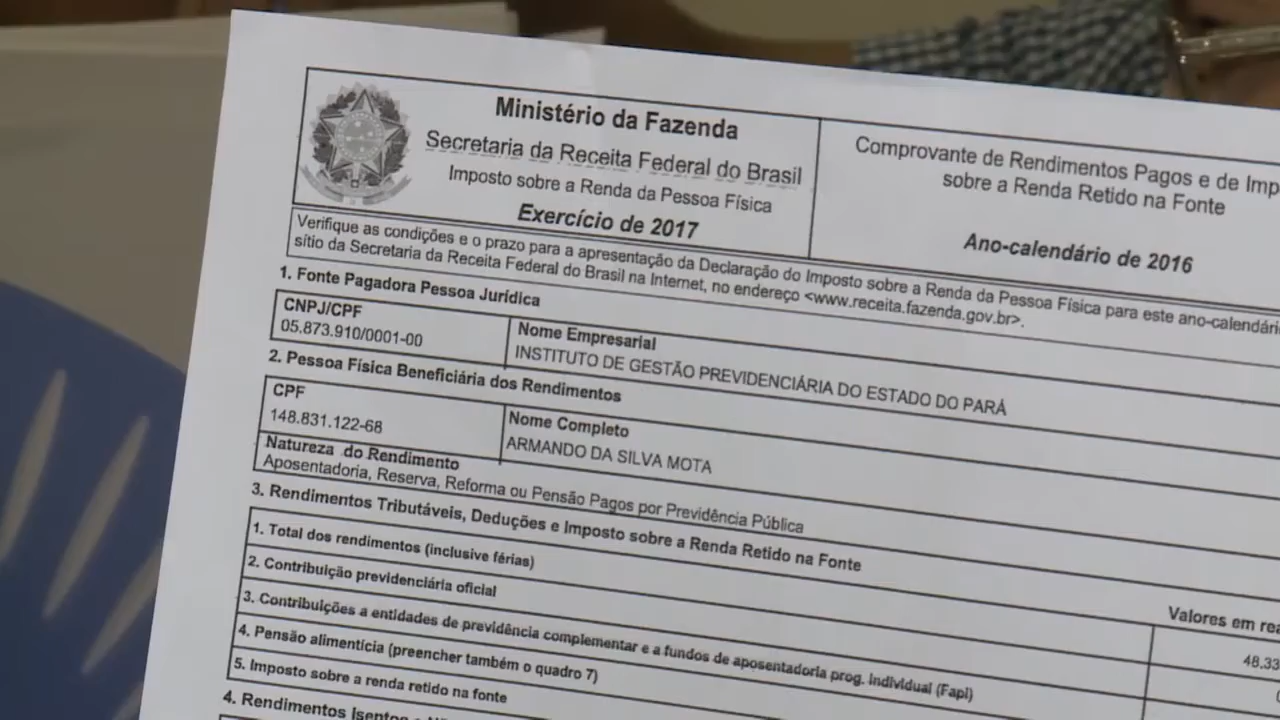 Ministério da Fazenda
Secretaria da Receita Federal do Brasil
Imposto sobre a Renda da Pessoa Física
Exercício de 2017
Comprovante de Rendimentos Pagos e de Imp
sobre a Renda Retido na Fonte
Ano-calendário de 2016
Verifique as condições e o prazo para a apresentação da Declaração do Imposto sobre a Renda da Pessoa Física para este ano-calendári
sítio da Secretaria da Receita Federal do Brasil na Internet, no endereço <www.receita.fazenda.gov.br>.
1. Fonte Pagadora Pessoa Jurídica
CNPJ/CPF
05.873.910/0001-00
Nome Empresarial
INSTITUTO DE GESTÃO PREVIDENCIÁRIA DO ESTADO DO PARÁ
2. Pessoa Física Beneficiária dos Rendimentos
CPF
148.831.122-68
Nome Completo
ARMANDO DA SILVA MOTA
Natureza do Rendimento
Aposentadoria, Reserva, Reforma ou Pensão Pagos por Previdência Pública
3. Rendimentos Tributáveis, Deduções e Imposto sobre a Renda Retido na Fonte
Valores em rea
1. Total dos rendimentos (inclusive férias)
48.33
2. Contribuição previdenciária oficial
3. Contribuições a entidades de previdência complementar e a fundos de aposentadoria prog. Individual (Fapi)
4. Pensão alimentícia (preencher também o quadro 7)
5. Imposto sobre a renda retido na fonte
4. Rendimentos Isentos